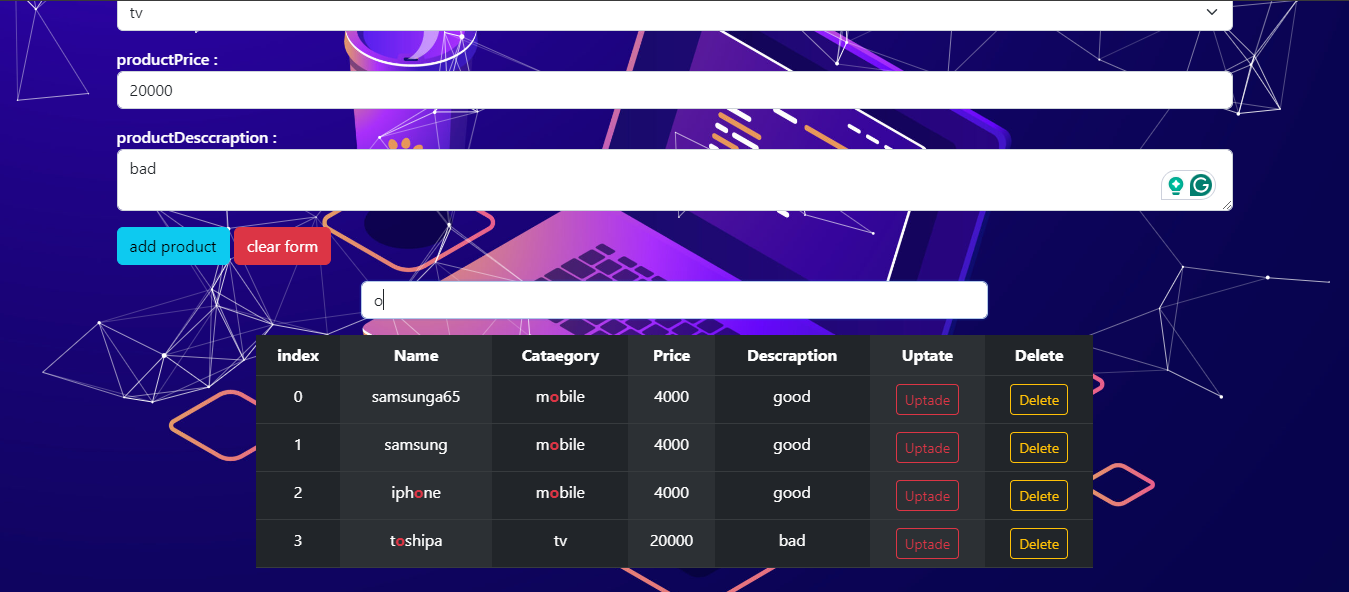 tv
productPrice :
20000
productDesccraption :
bad
add product clear form
o
index Name Cataegory Price Descraption Uptate Delete
0 samsunga65 mobile 4000 good Uptade Delete
1 samsung mobile 4000 good Uptade Delete
2 iphone mobile 4000 good Uptade Delete
3 toshipa tv 20000 bad Uptade Delete